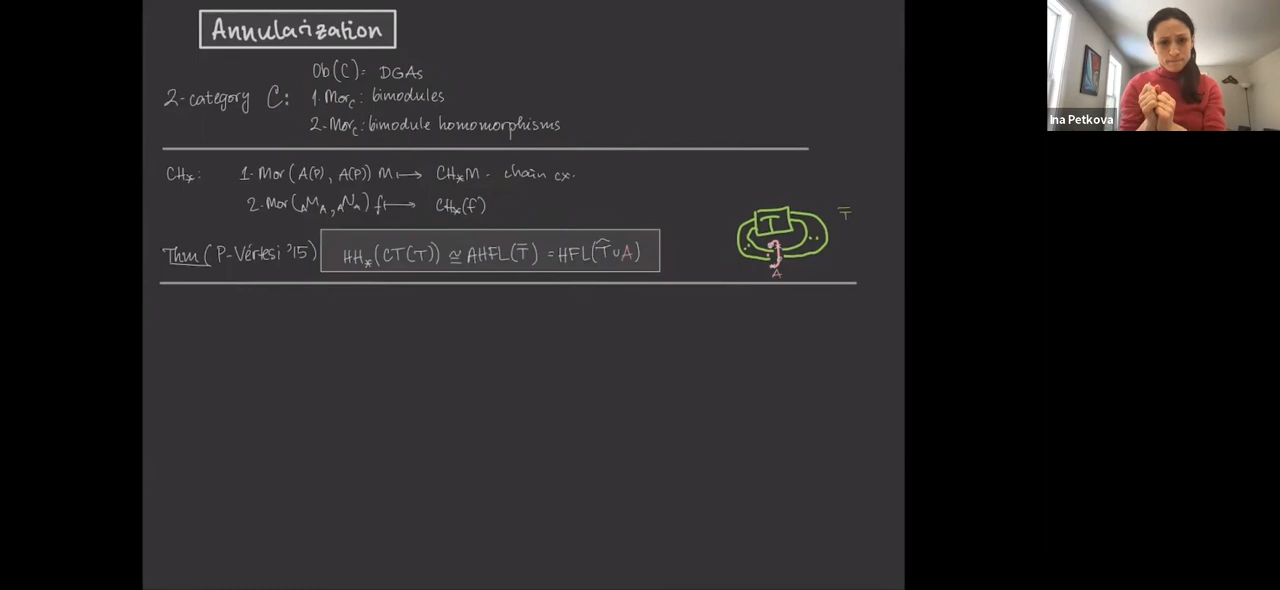 Annularization
Ob(C): DGAs
2-category C: 1-Mor_C: bimodules
2-Mor_C: bimodule homomorphisms
CH_*: 1-Mor(A(P), A(P)) M ↦ CH_*M - chain cx.
2-Mor(_AM_A, _AN_A) f ↦ CH_*(f)
Thm (P-Vértesi '15) HH_*(CT(T)) ≅ AHFL(T̄) = ĤFL(T̄ ∪ A)
T
T̄
A
Ina Petkova